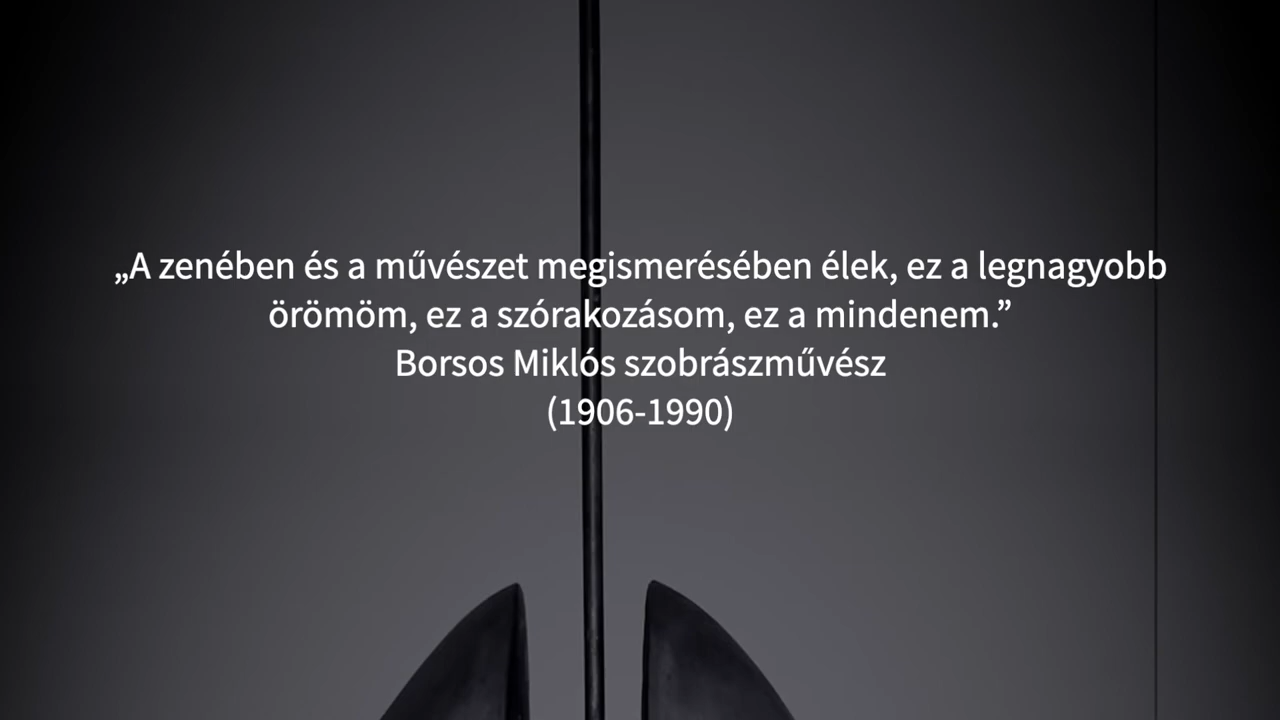 „A zenében és a művészet megismerésében élek, ez a legnagyobb
örömöm, ez a szórakozásom, ez a mindenem.”
Borsos Miklós szobrászművész
(1906-1990)